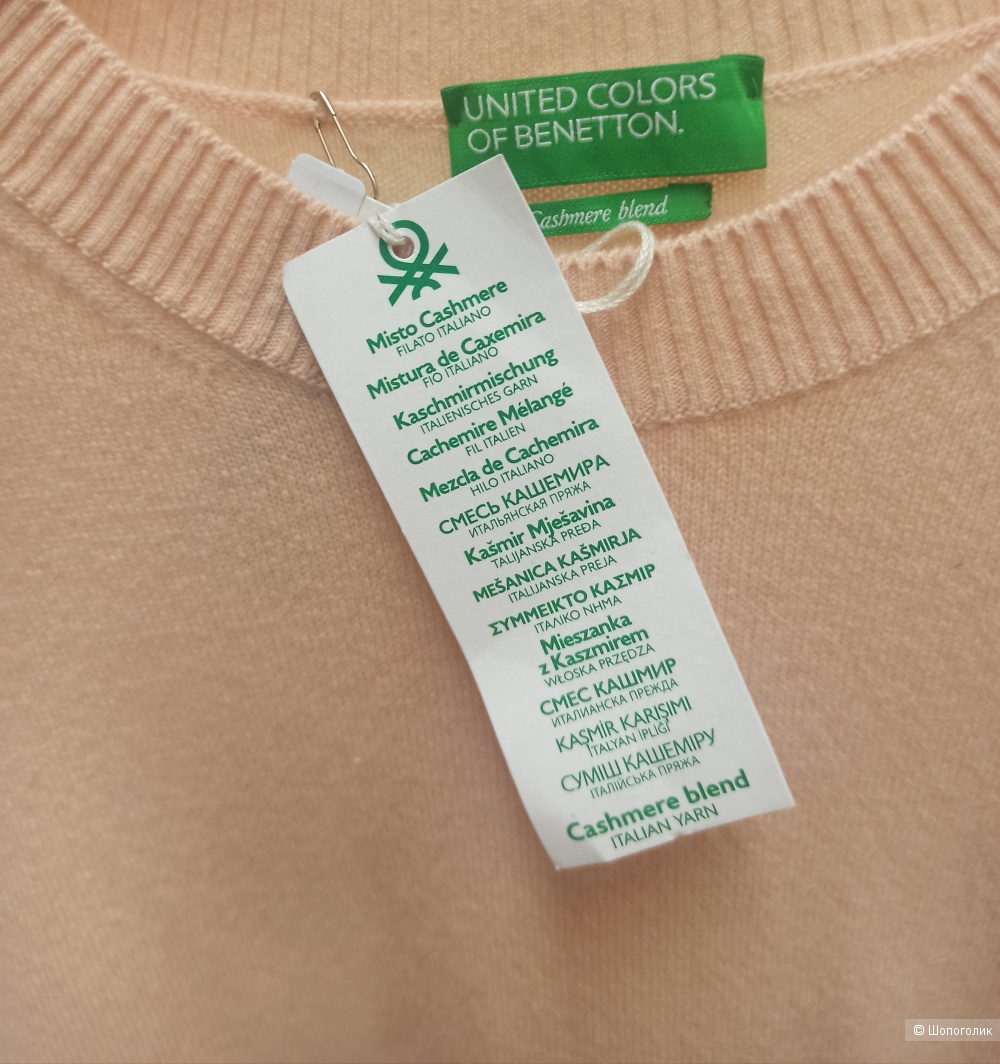 UNITED COLORS
OF BENETTON.
Cashmere blend
Misto Cashmere
FILATO ITALIANO
Mistura de Caxemira
FIO ITALIANO
Kaschmirmischung
ITALIENISCHES GARN
Cachemire Mélangé
FIL ITALIEN
Mezcla de Cachemira
HILO ITALIANO
СМЕСЬ КАШЕМИРА
ИТАЛЬЯНСКАЯ ПРЯЖА
Kašmir Mješavina
TALIJANSKA PREĐA
MEŠANICA KAŠMIRJA
ITALIJANSKA PREJA
ΣΥΜΜΕΙΚΤΟ ΚΑΣΜΙΡ
ΙΤΑΛΙΚΟ ΝΗΜΑ
Mieszanka
z Kaszmirem
WŁOSKA PRZĘDZA
СМЕС КАШМИР
ИТАЛИАНСКА ПРЕЖДА
KAŞMİR KARIŞIMI
İTALYAN İPLİĞİ
СУМІШ КАШЕМІРУ
ІТАЛІЙСЬКА ПРЯЖА
Cashmere blend
ITALIAN YARN
© Шопоголик